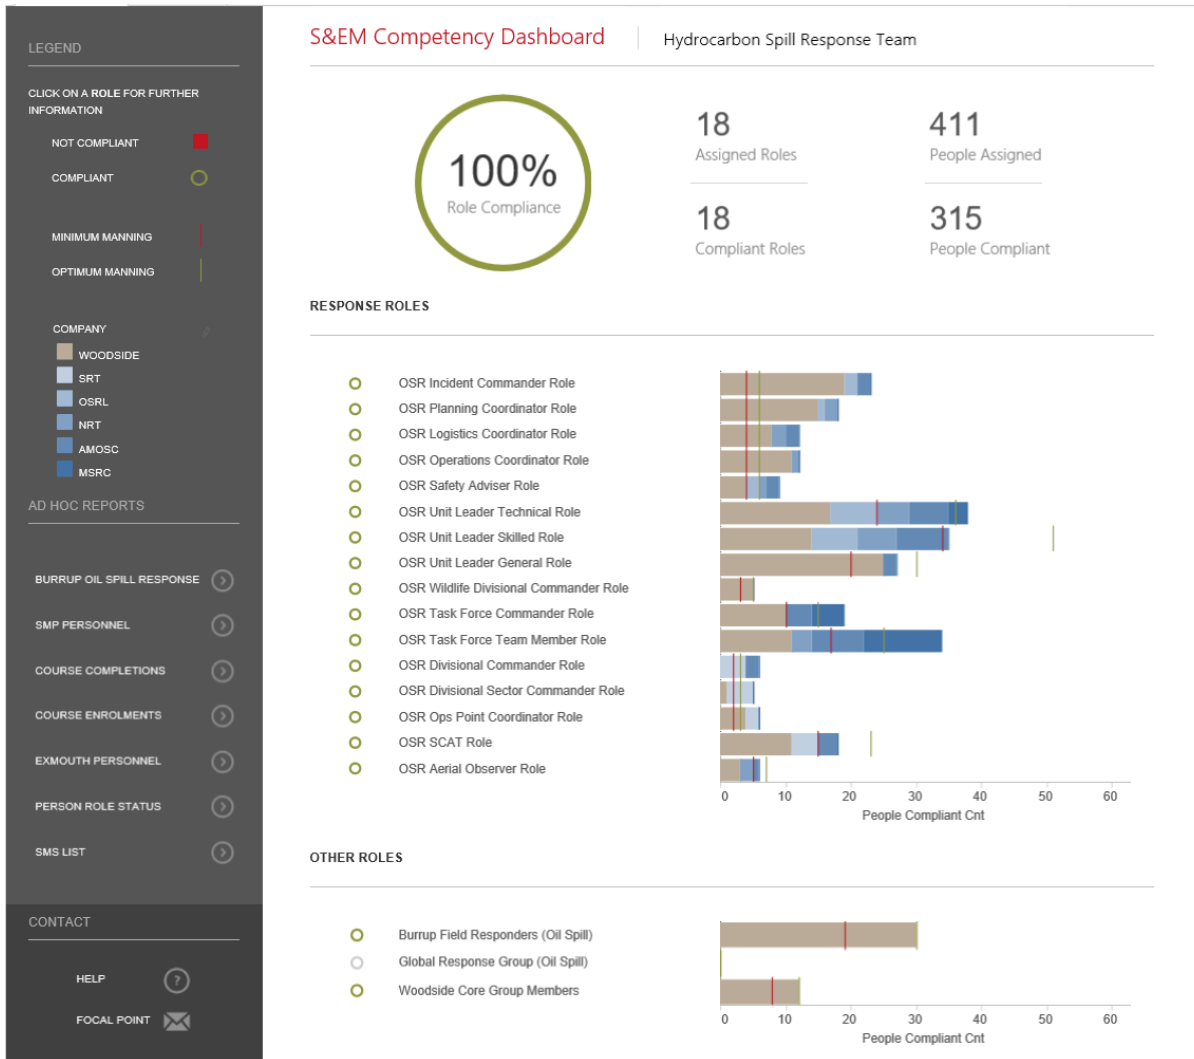 LEGEND
CLICK ON A ROLE FOR FURTHER
INFORMATION
NOT COMPLIANT
COMPLIANT
MINIMUM MANNING
OPTIMUM MANNING
COMPANY
WOODSIDE
SRT
OSRL
NRT
AMOSC
MSRC
AD HOC REPORTS
BURRUP OIL SPILL RESPONSE
SMP PERSONNEL
COURSE COMPLETIONS
COURSE ENROLMENTS
EXMOUTH PERSONNEL
PERSON ROLE STATUS
SMS LIST
CONTACT
HELP ?
FOCAL POINT
S&EM Competency Dashboard
Hydrocarbon Spill Response Team
100%
Role Compliance
18
Assigned Roles
411
People Assigned
18
Compliant Roles
315
People Compliant
RESPONSE ROLES
OSR Incident Commander Role
OSR Planning Coordinator Role
OSR Logistics Coordinator Role
OSR Operations Coordinator Role
OSR Safety Adviser Role
OSR Unit Leader Technical Role
OSR Unit Leader Skilled Role
OSR Unit Leader General Role
OSR Wildlife Divisional Commander Role
OSR Task Force Commander Role
OSR Task Force Team Member Role
OSR Divisional Commander Role
OSR Divisional Sector Commander Role
OSR Ops Point Coordinator Role
OSR SCAT Role
OSR Aerial Observer Role
0 10 20 30 40 50 60
People Compliant Cnt
OTHER ROLES
Burrup Field Responders (Oil Spill)
Global Response Group (Oil Spill)
Woodside Core Group Members
0 10 20 30 40 50 60
People Compliant Cnt